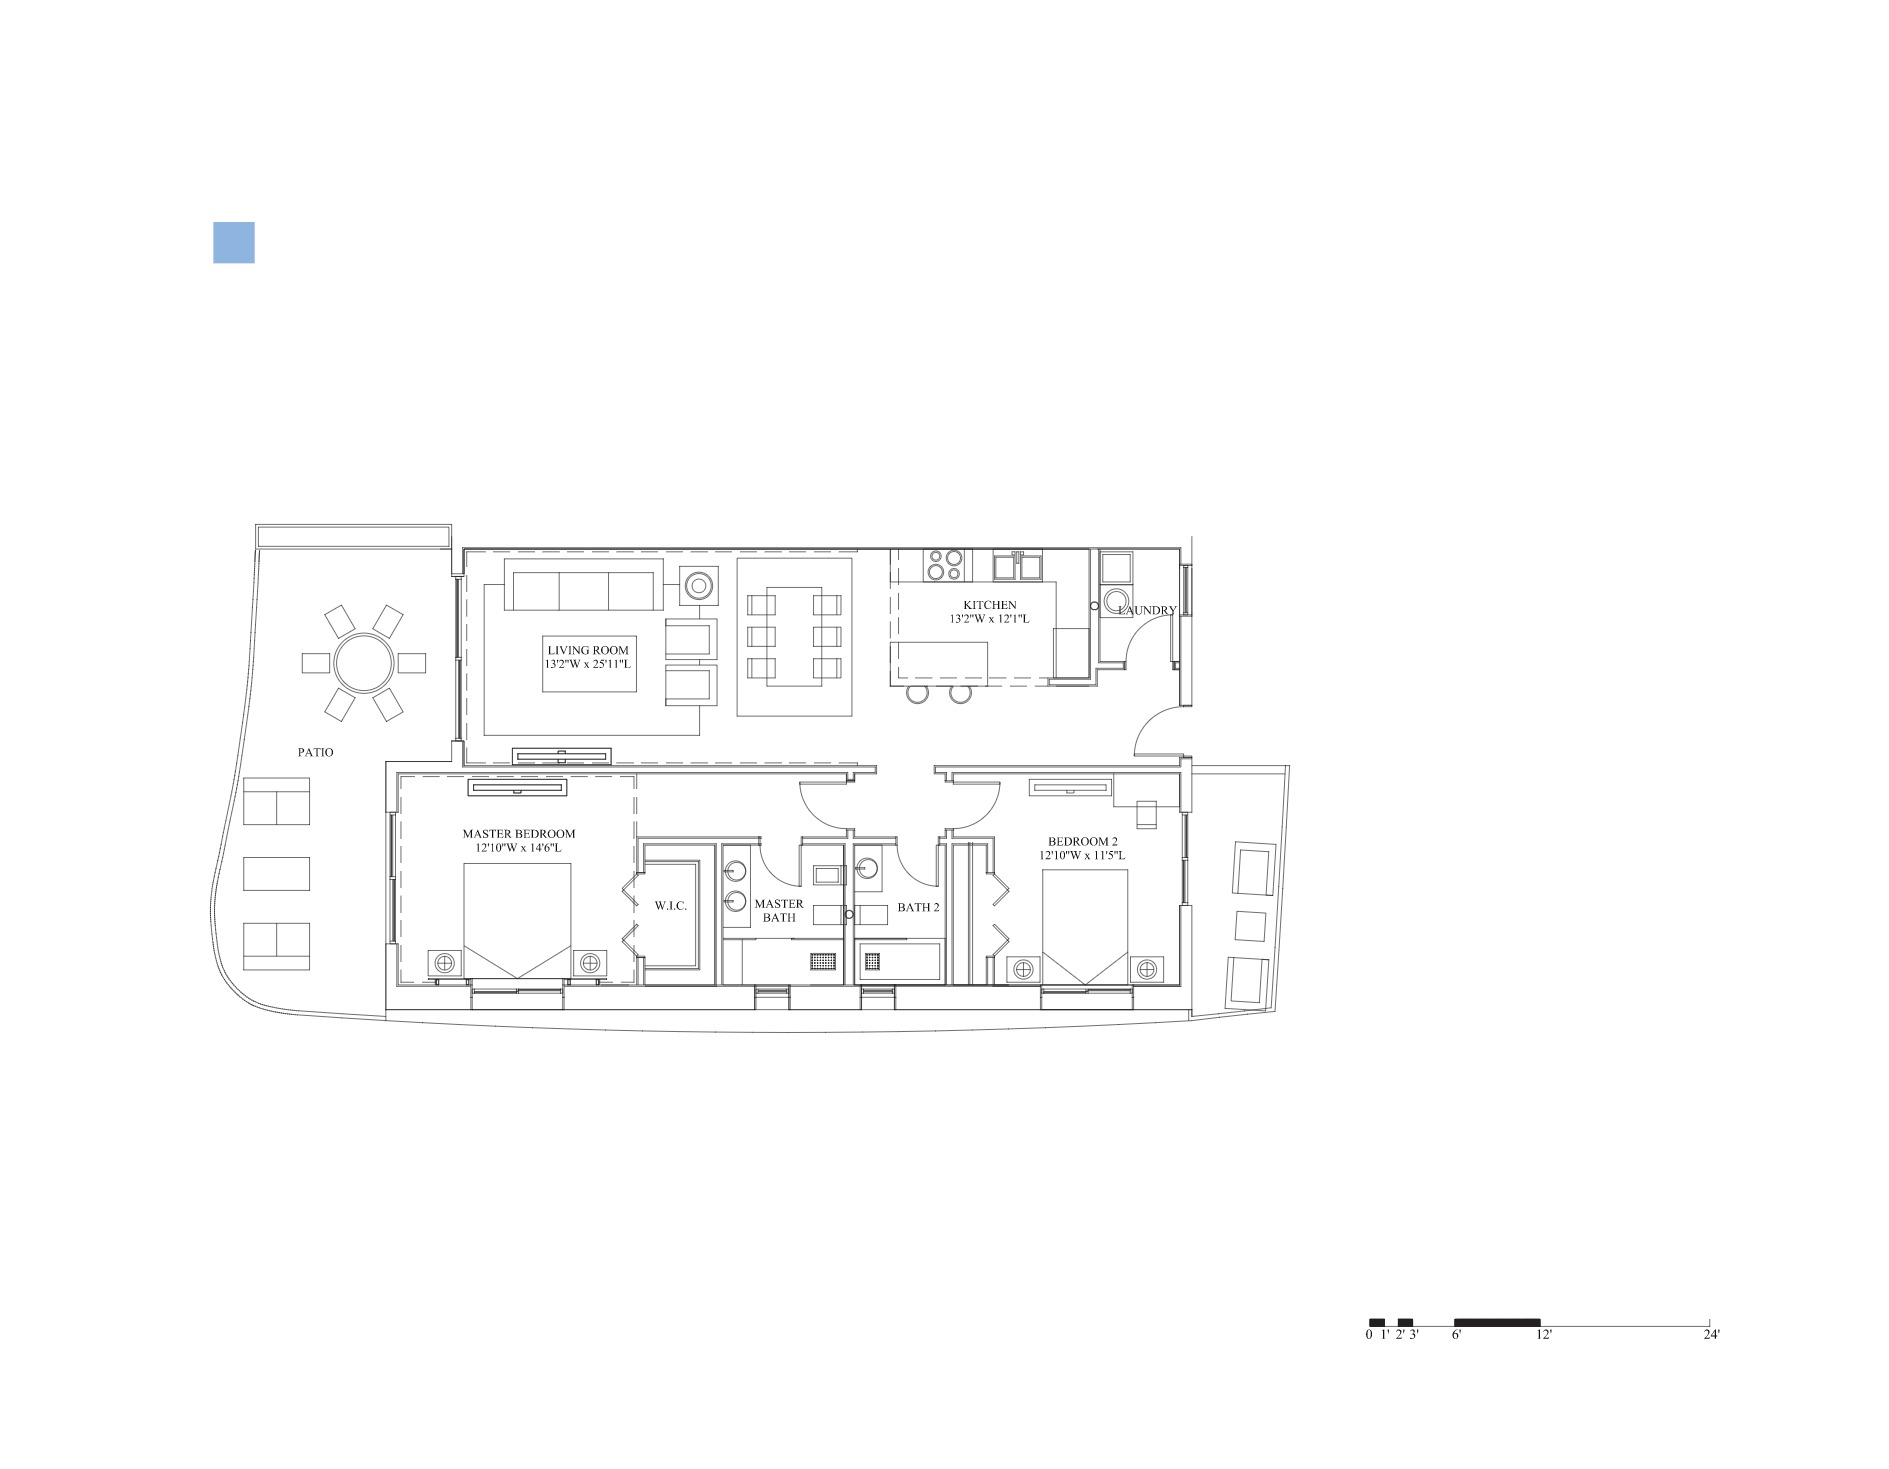 KITCHEN
13'2"W x 12'1"L
LAUNDRY
LIVING ROOM
13'2"W x 25'11"L
PATIO
MASTER BEDROOM
12'10"W x 14'6"L
BEDROOM 2
12'10"W x 11'5"L
W.I.C.
MASTER
BATH
BATH 2
0 1' 2' 3' 6' 12' 24'